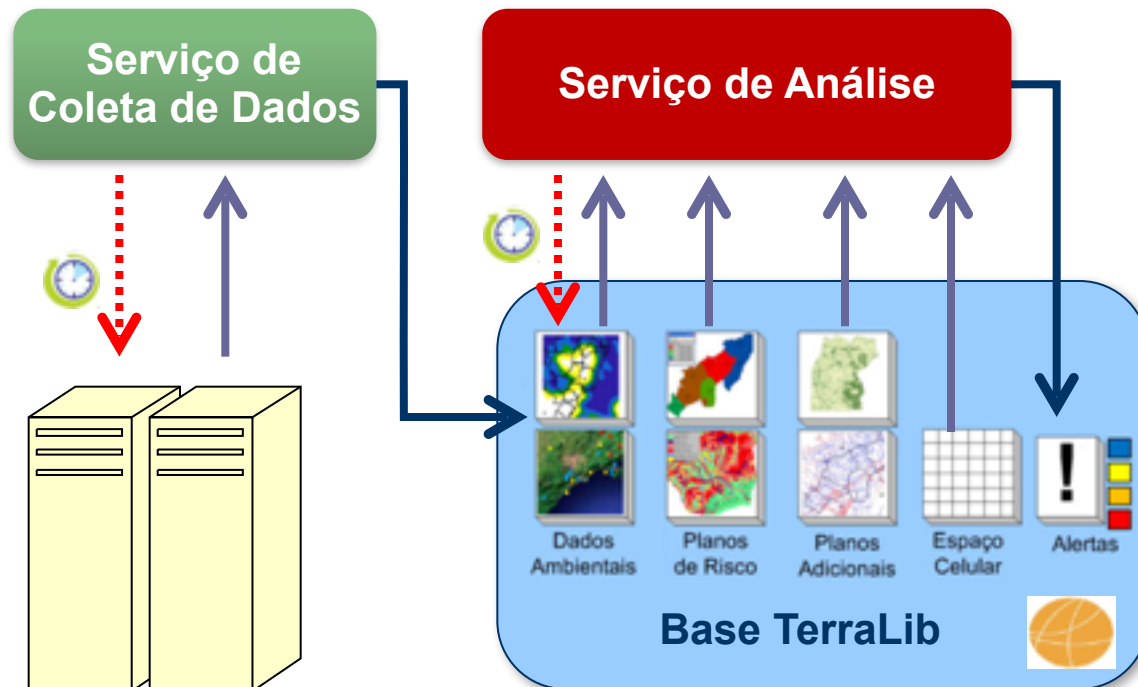 Serviço de
Coleta de Dados
Serviço de Análise
Dados
Ambientais
Planos
de Risco
Planos
Adicionais
Espaço
Celular
Alertas
!
Base TerraLib